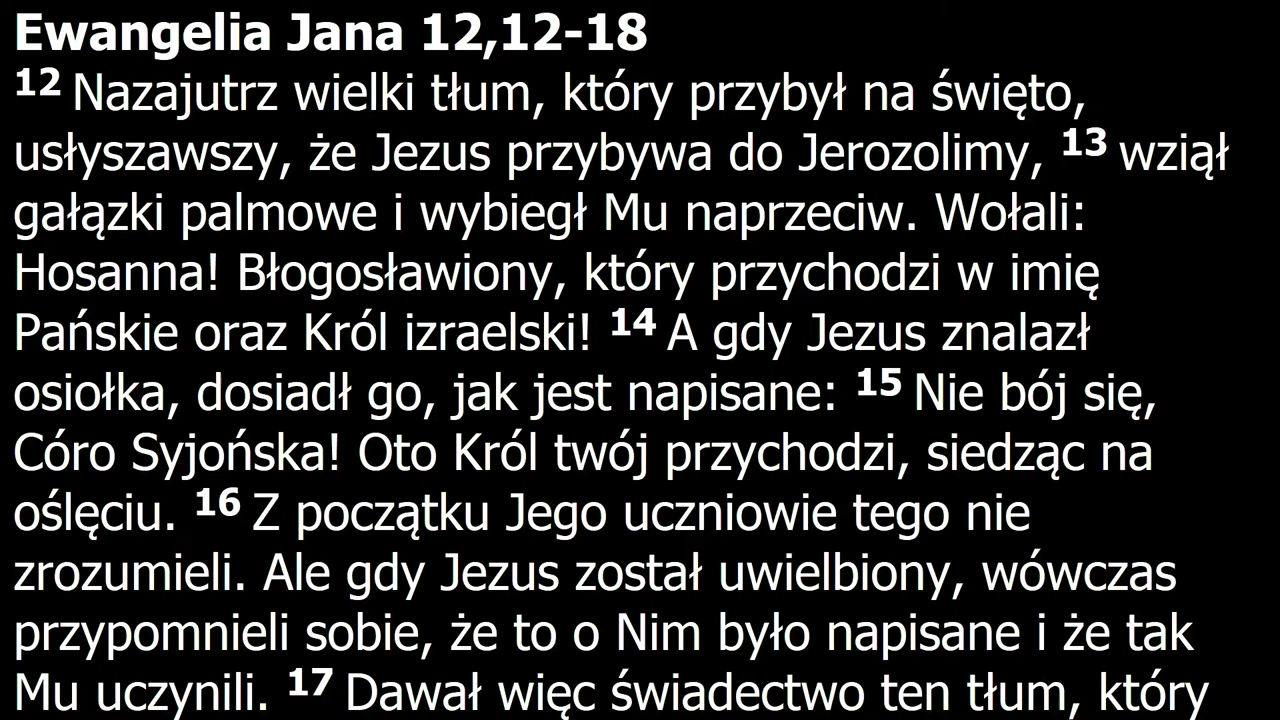 Ewangelia Jana 12,12-18
12 Nazajutrz wielki tłum, który przybył na święto,
usłyszawszy, że Jezus przybywa do Jerozolimy, 13 wziął
gałązki palmowe i wybiegł Mu naprzeciw. Wołali:
Hosanna! Błogosławiony, który przychodzi w imię
Pańskie oraz Król izraelski! 14 A gdy Jezus znalazł
osiołka, dosiadł go, jak jest napisane: 15 Nie bój się,
Córo Syjońska! Oto Król twój przychodzi, siedząc na
oślęciu. 16 Z początku Jego uczniowie tego nie
zrozumieli. Ale gdy Jezus został uwielbiony, wówczas
przypomnieli sobie, że to o Nim było napisane i że tak
Mu uczynili. 17 Dawał więc świadectwo ten tłum, który